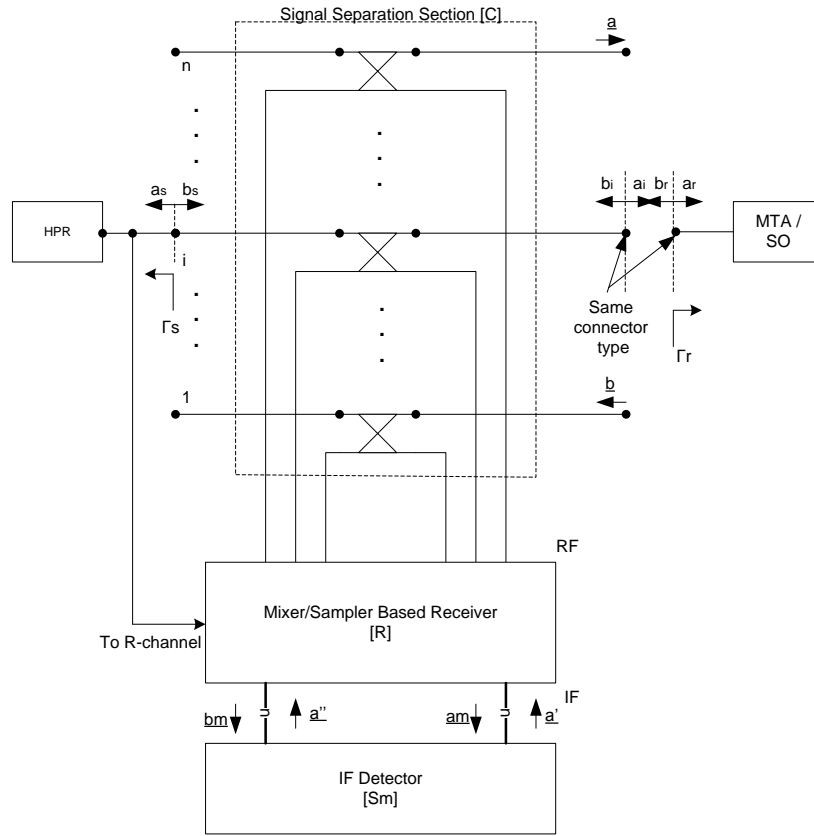 Signal Separation Section [C]
a
n
as bs
bi ai br ar
HPR
MTA /
SO
i
Γs
Same
connector
type
Γr
1
b
RF
Mixer/Sampler Based Receiver
[R]
To R-channel
IF
bm
n
a''
am
n
a'
IF Detector
[Sm]